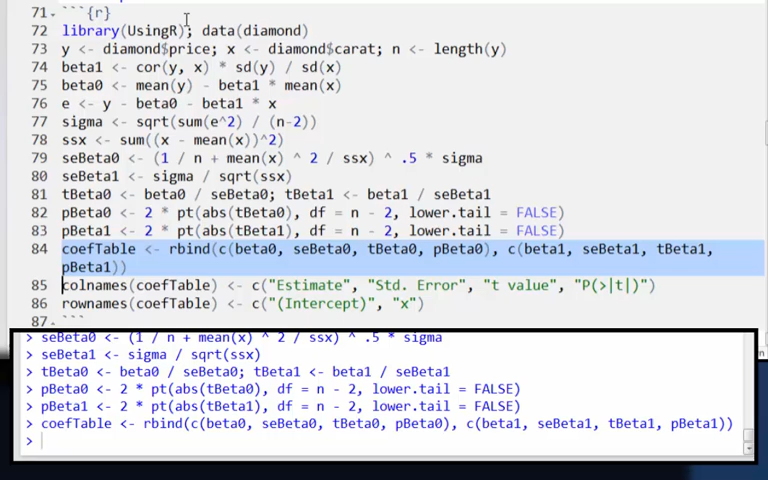 71 ```{r}
72 library(UsingR); data(diamond)
73 y <- diamond$price; x <- diamond$carat; n <- length(y)
74 beta1 <- cor(y, x) * sd(y) / sd(x)
75 beta0 <- mean(y) - beta1 * mean(x)
76 e <- y - beta0 - beta1 * x
77 sigma <- sqrt(sum(e^2) / (n-2))
78 ssx <- sum((x - mean(x))^2)
79 seBeta0 <- (1 / n + mean(x) ^ 2 / ssx) ^ .5 * sigma
80 seBeta1 <- sigma / sqrt(ssx)
81 tBeta0 <- beta0 / seBeta0; tBeta1 <- beta1 / seBeta1
82 pBeta0 <- 2 * pt(abs(tBeta0), df = n - 2, lower.tail = FALSE)
83 pBeta1 <- 2 * pt(abs(tBeta1), df = n - 2, lower.tail = FALSE)
84 coefTable <- rbind(c(beta0, seBeta0, tBeta0, pBeta0), c(beta1, seBeta1, tBeta1,
pBeta1))
85 colnames(coefTable) <- c("Estimate", "Std. Error", "t value", "P(>|t|)")
86 rownames(coefTable) <- c("(Intercept)", "x")
87 ```
> seBeta0 <- (1 / n + mean(x) ^ 2 / ssx) ^ .5 * sigma
> seBeta1 <- sigma / sqrt(ssx)
> tBeta0 <- beta0 / seBeta0; tBeta1 <- beta1 / seBeta1
> pBeta0 <- 2 * pt(abs(tBeta0), df = n - 2, lower.tail = FALSE)
> pBeta1 <- 2 * pt(abs(tBeta1), df = n - 2, lower.tail = FALSE)
> coefTable <- rbind(c(beta0, seBeta0, tBeta0, pBeta0), c(beta1, seBeta1, tBeta1, pBeta1))
>